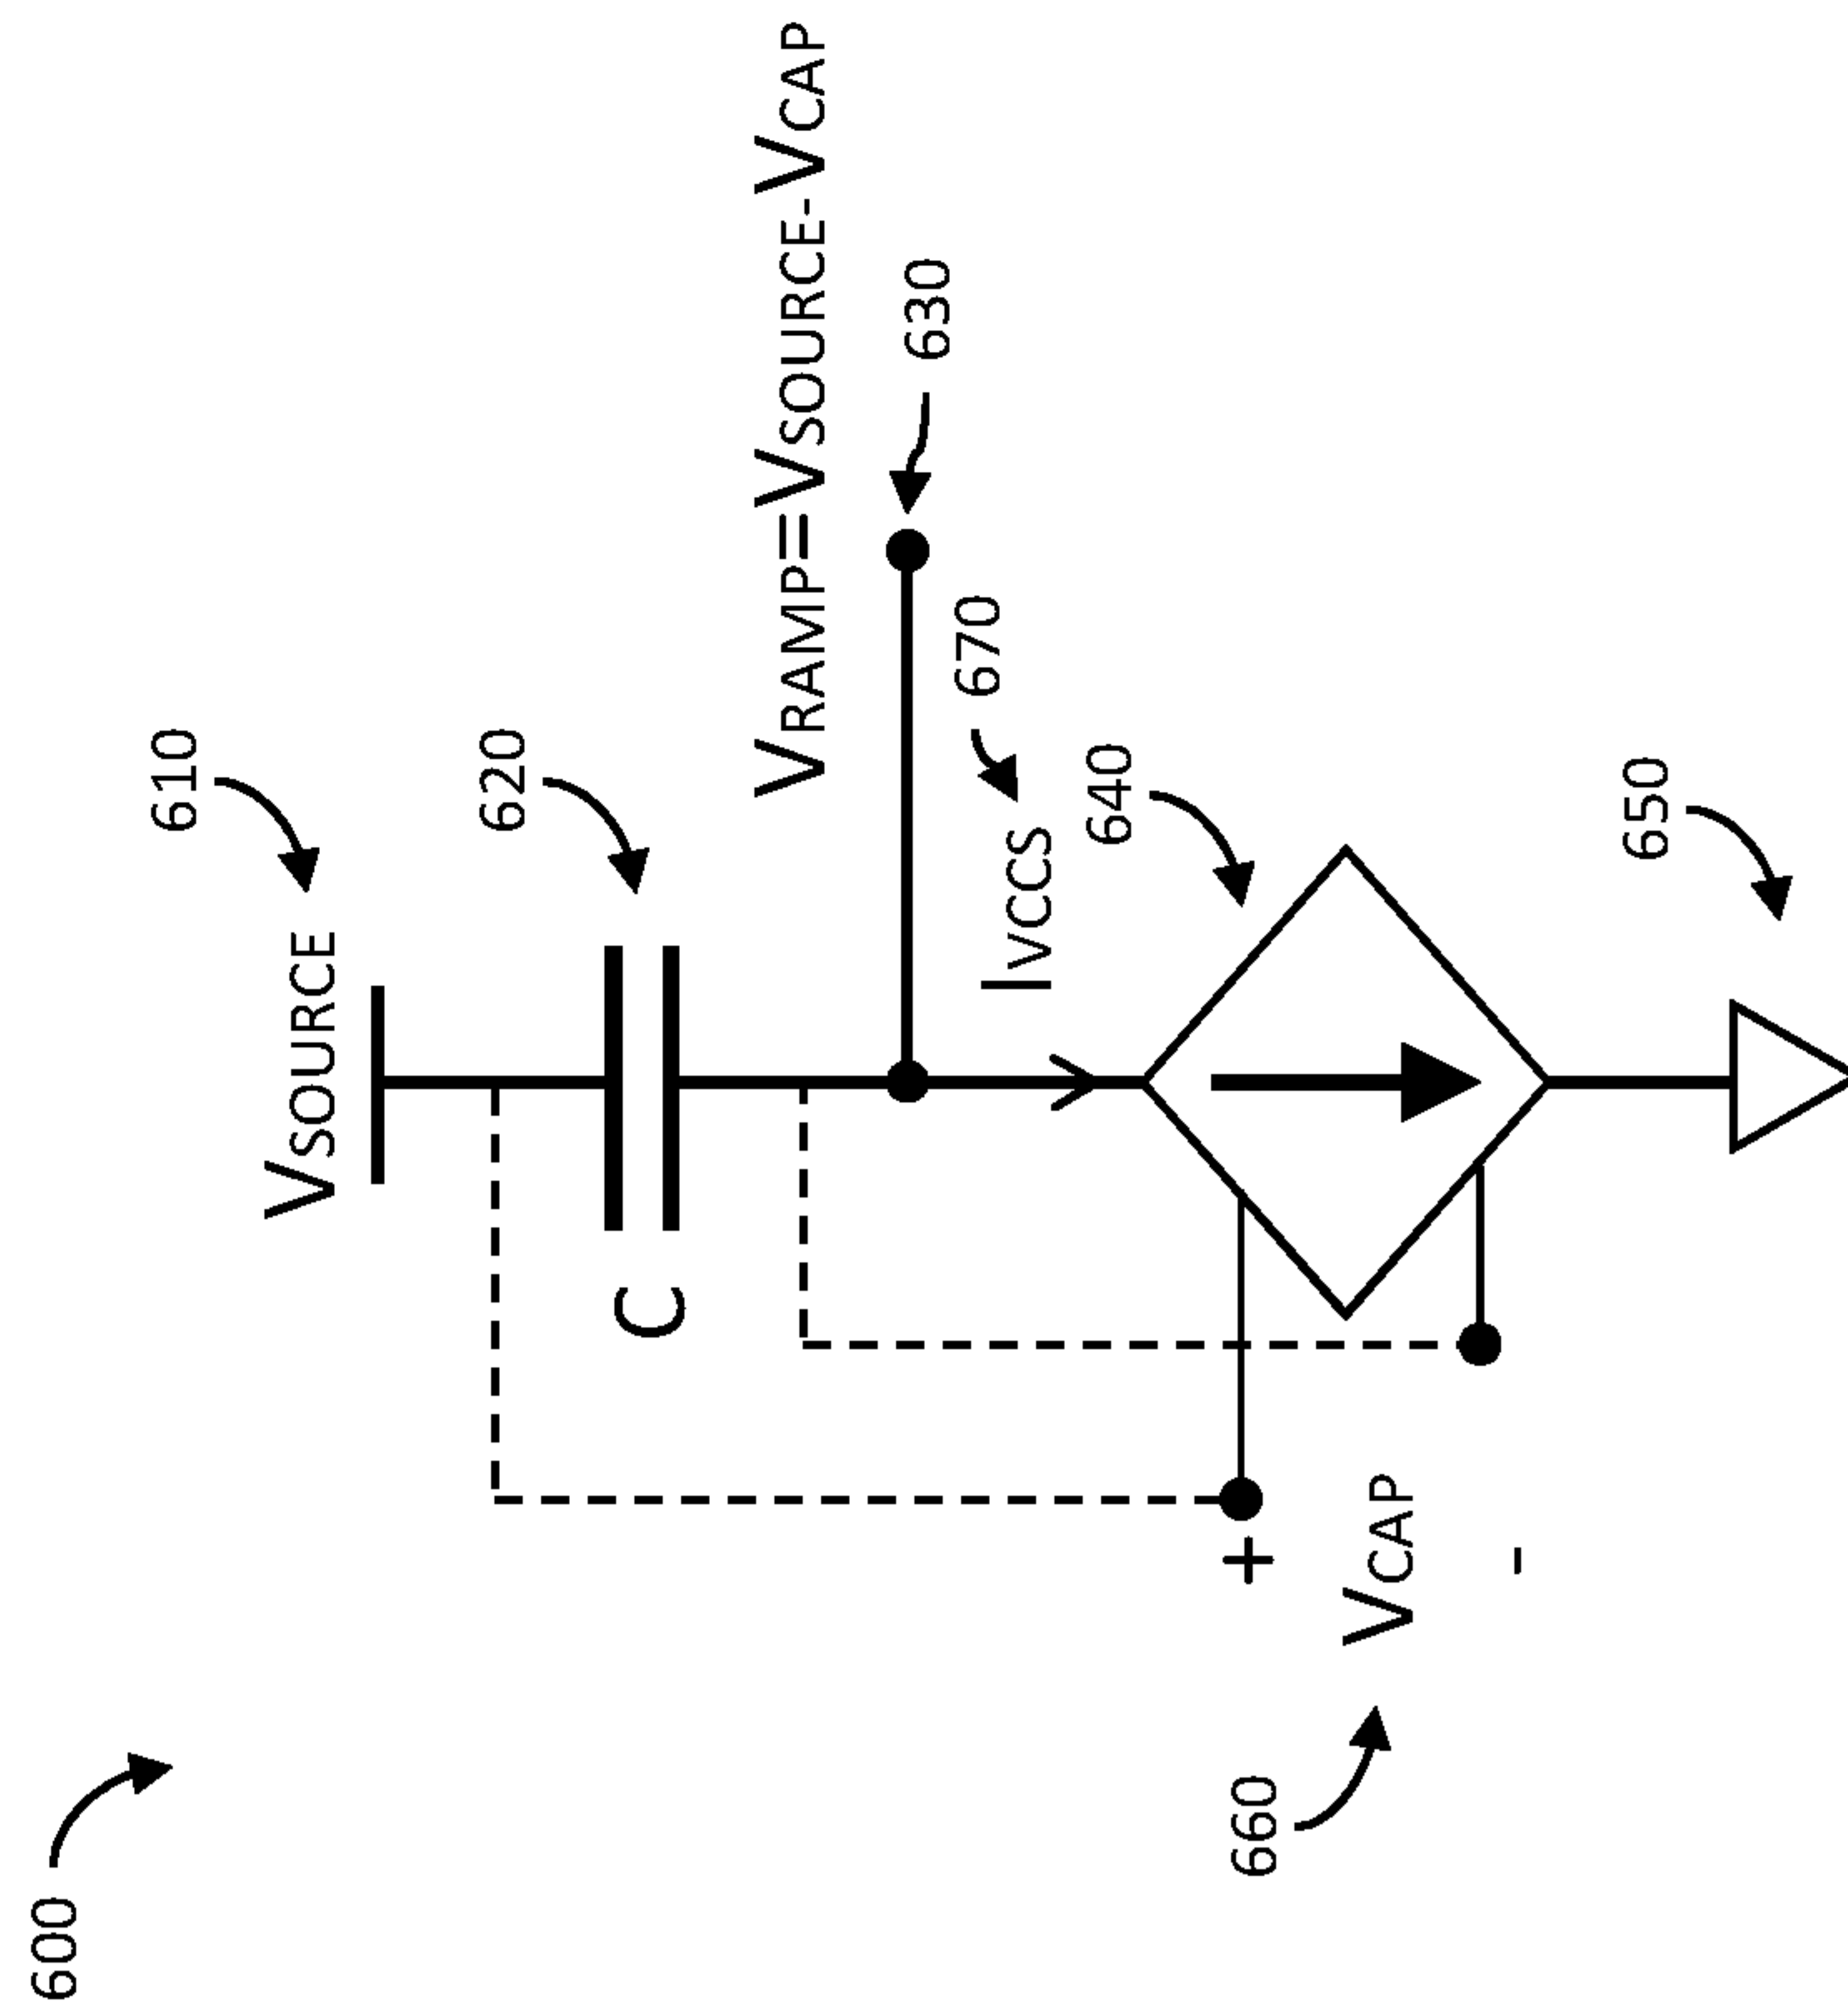 600
610
VSOURCE
620
C
VRAMP=VSOURCE-VCAP
630
670
IVCCS
640
+
VCAP
-
660
650